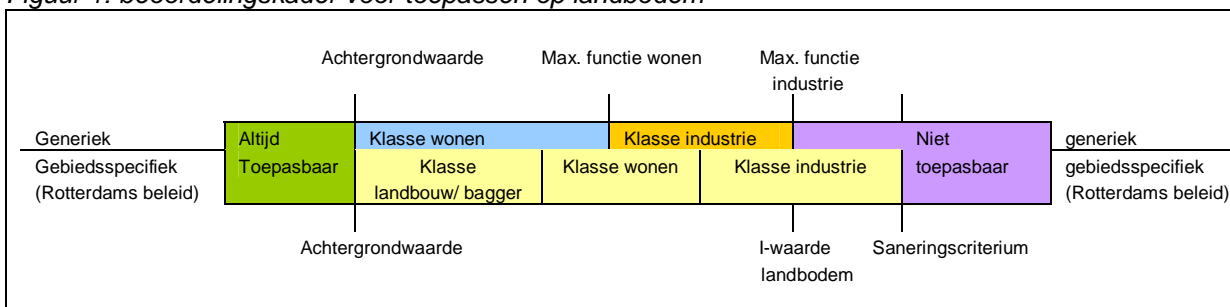 Figuur 1: beoordelingskader voor toepassen op landbodem
Achtergrondwaarde Max. functie wonen Max. functie
industrie
Generiek Altijd Klasse wonen Klasse industrie Niet generiek
Gebiedsspecifiek Toepasbaar Klasse Klasse wonen Klasse industrie toepasbaar gebiedsspecifiek
(Rotterdams beleid) landbouw/ bagger (Rotterdams beleid)
Achtergrondwaarde I-waarde Saneringscriterium
landbodem